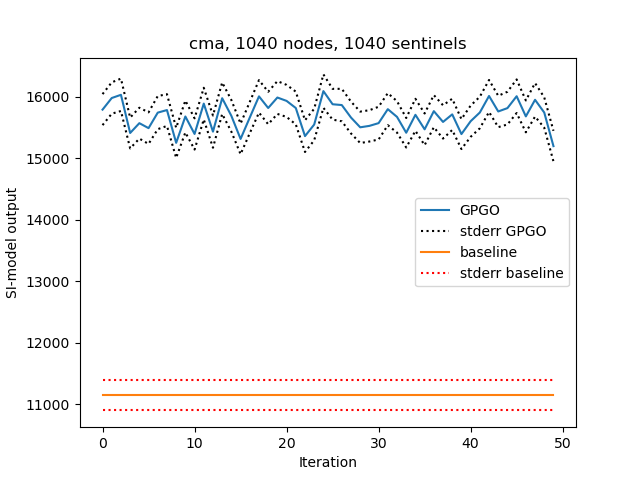 cma, 1040 nodes, 1040 sentinels
16000
15000
14000
13000
12000
11000
SI-model output
GPGO
stderr GPGO
baseline
stderr baseline
0 10 20 30 40 50
Iteration